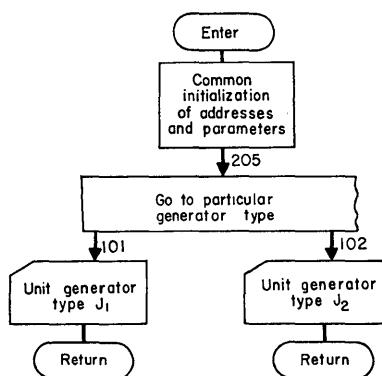 Enter
Common
initialization
of addresses
and parameters
205
Go to particular
generator type
101
102
Unit generator
type J₁
Unit generator
type J₂
Return
Return